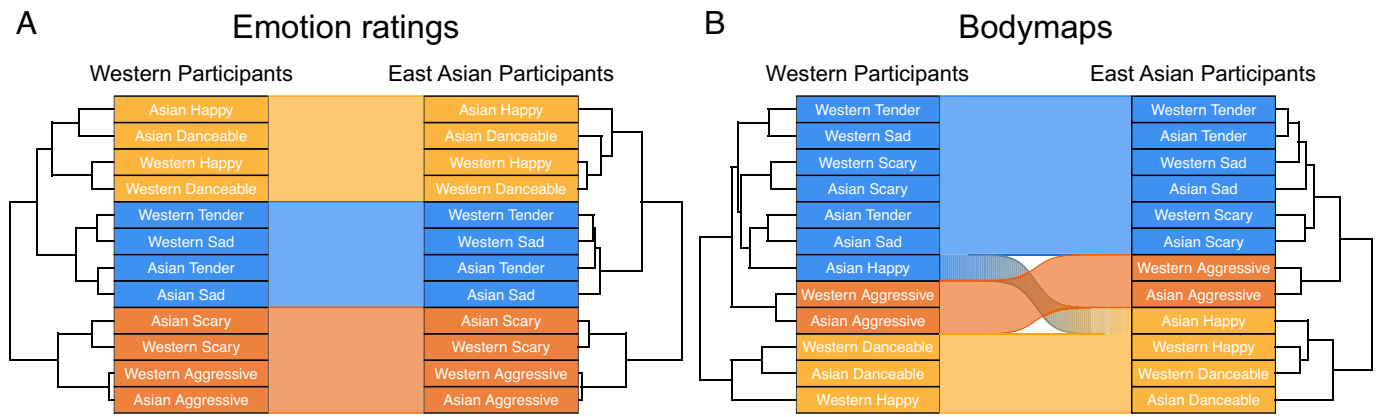 A
Emotion ratings
Western Participants
East Asian Participants
Asian Happy
Asian Danceable
Western Happy
Western Danceable
Western Tender
Western Sad
Asian Tender
Asian Sad
Asian Scary
Western Scary
Western Aggressive
Asian Aggressive
Asian Happy
Asian Danceable
Western Happy
Western Danceable
Western Tender
Western Sad
Asian Tender
Asian Sad
Asian Scary
Western Scary
Western Aggressive
Asian Aggressive
B
Bodymaps
Western Participants
East Asian Participants
Western Tender
Western Sad
Western Scary
Asian Scary
Asian Tender
Asian Sad
Asian Happy
Western Aggressive
Asian Aggressive
Western Danceable
Asian Danceable
Western Happy
Western Tender
Asian Tender
Western Sad
Asian Sad
Western Scary
Asian Scary
Western Aggressive
Asian Aggressive
Asian Happy
Western Happy
Western Danceable
Asian Danceable